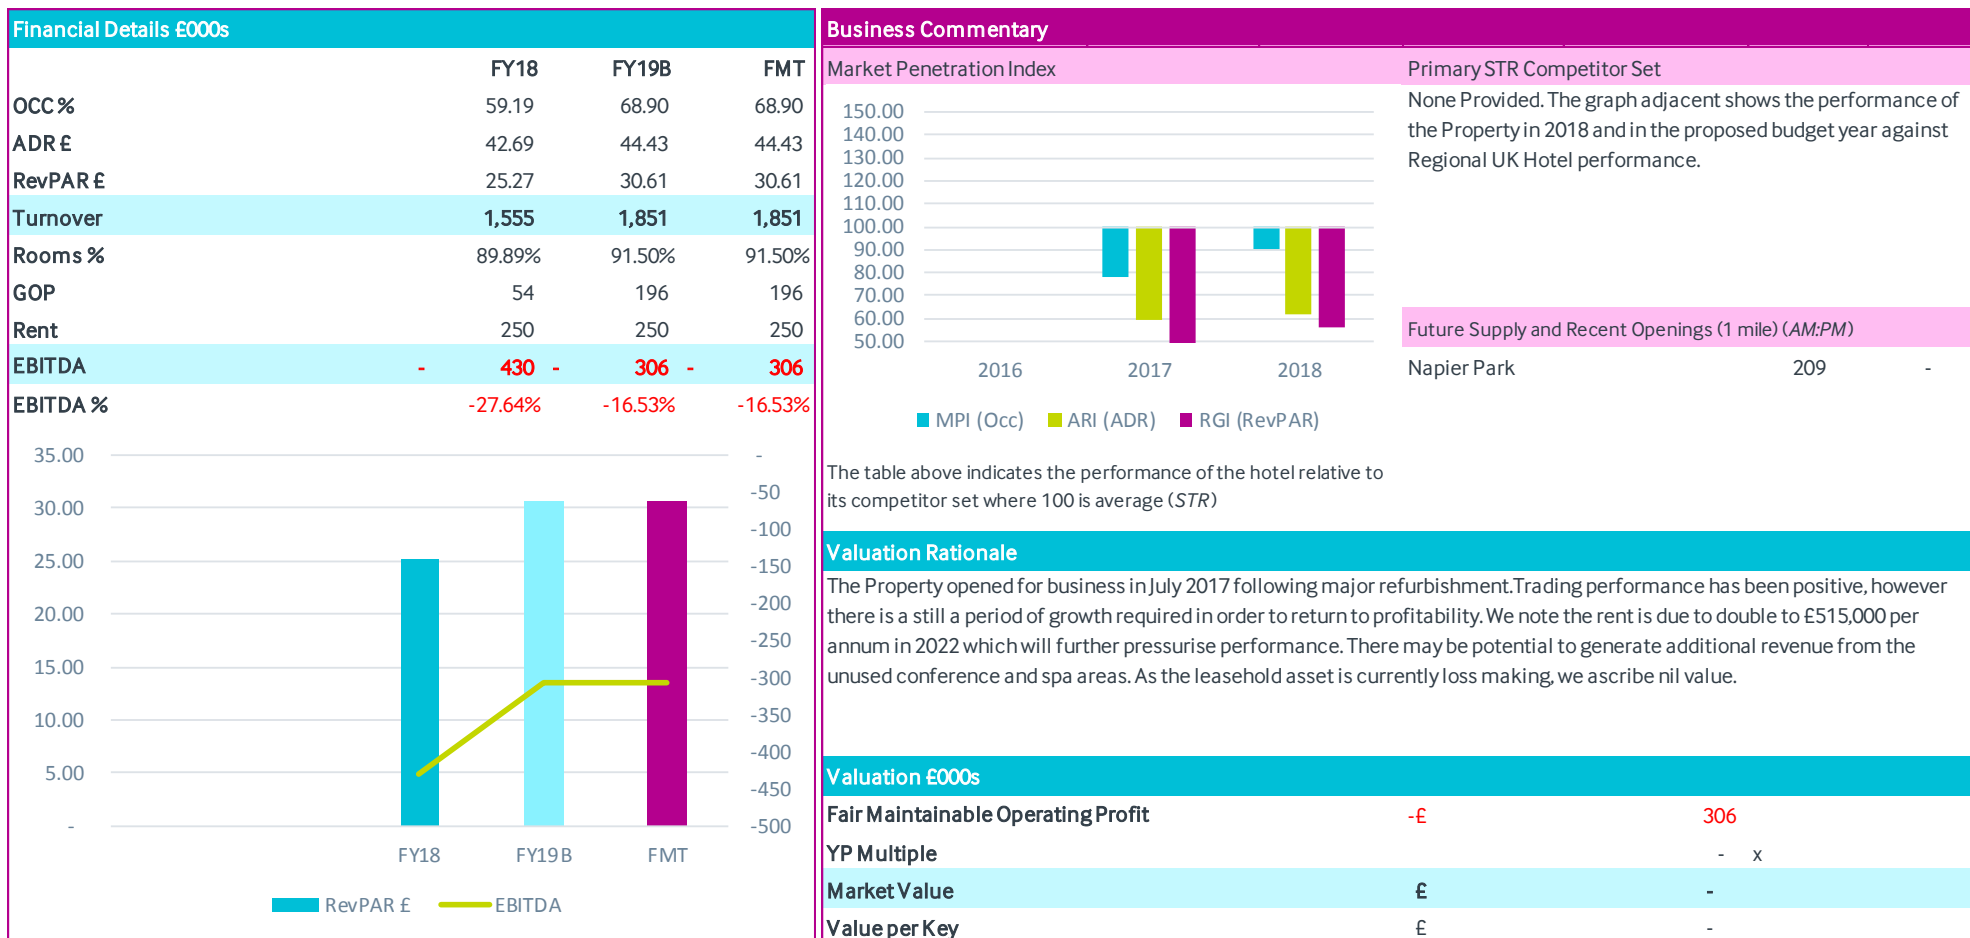 Financial Details £000s
FY18 FY19B FMT
OCC % 59.19 68.90 68.90
ADR £ 42.69 44.43 44.43
RevPAR £ 25.27 30.61 30.61
Turnover 1,555 1,851 1,851
Rooms % 89.89% 91.50% 91.50%
GOP 54 196 196
Rent 250 250 250
EBITDA - 430 - 306 - 306
EBITDA % -27.64% -16.53% -16.53%
35.00 -
30.00 -50
25.00 -100
20.00 -150
15.00 -200
10.00 -250
5.00 -300
- -350
-400
-450
-500
FY18 FY19B FMT
RevPAR £ EBITDA
Business Commentary
Market Penetration Index
150.00
140.00
130.00
120.00
110.00
100.00
90.00
80.00
70.00
60.00
50.00
2016 2017 2018
MPI (Occ) ARI (ADR) RGI (RevPAR)
The table above indicates the performance of the hotel relative to
its competitor set where 100 is average (STR)
Primary STR Competitor Set
None Provided. The graph adjacent shows the performance of
the Property in 2018 and in the proposed budget year against
Regional UK Hotel performance.
Future Supply and Recent Openings (1 mile) (AM:PM)
Napier Park 209 -
Valuation Rationale
The Property opened for business in July 2017 following major refurbishment.Trading performance has been positive, however
there is a still a period of growth required in order to return to profitability. We note the rent is due to double to £515,000 per
annum in 2022 which will further pressurise performance. There may be potential to generate additional revenue from the
unused conference and spa areas. As the leasehold asset is currently loss making, we ascribe nil value.
Valuation £000s
Fair Maintainable Operating Profit -£ 306
YP Multiple - x
Market Value £ -
Value per Key £ -